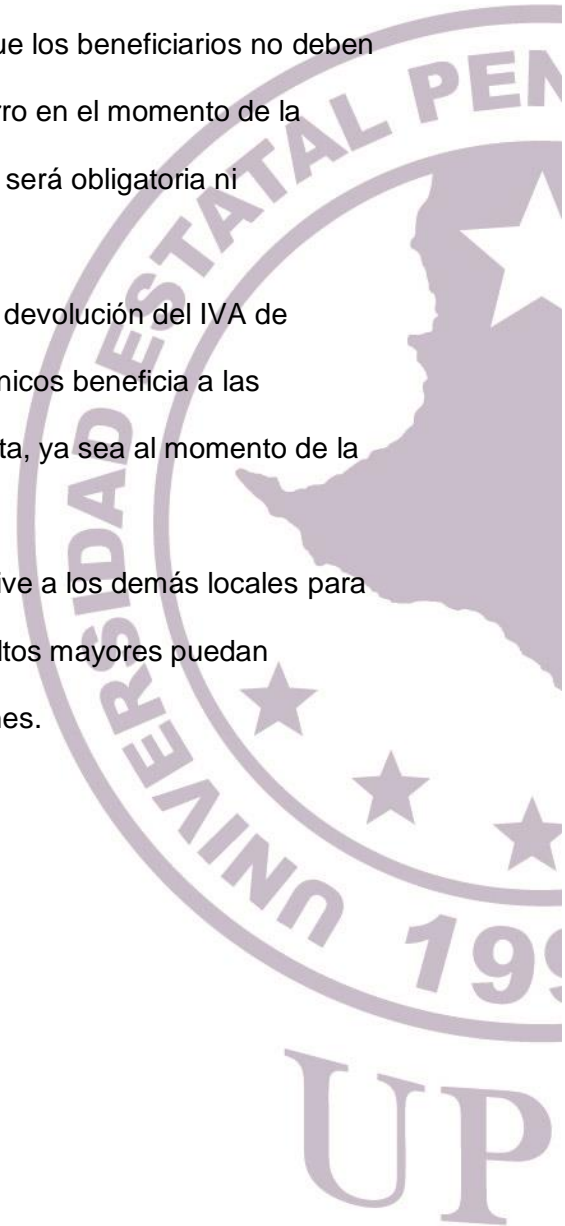 ue los beneficiarios no deben
rro en el momento de la
será obligatoria ni
devolución del IVA de
nicos beneficia a las
ta, ya sea al momento de la
ive a los demás locales para
ltos mayores puedan
nes.
UNIVERSIDAD ESTATAL PEN
199
UP